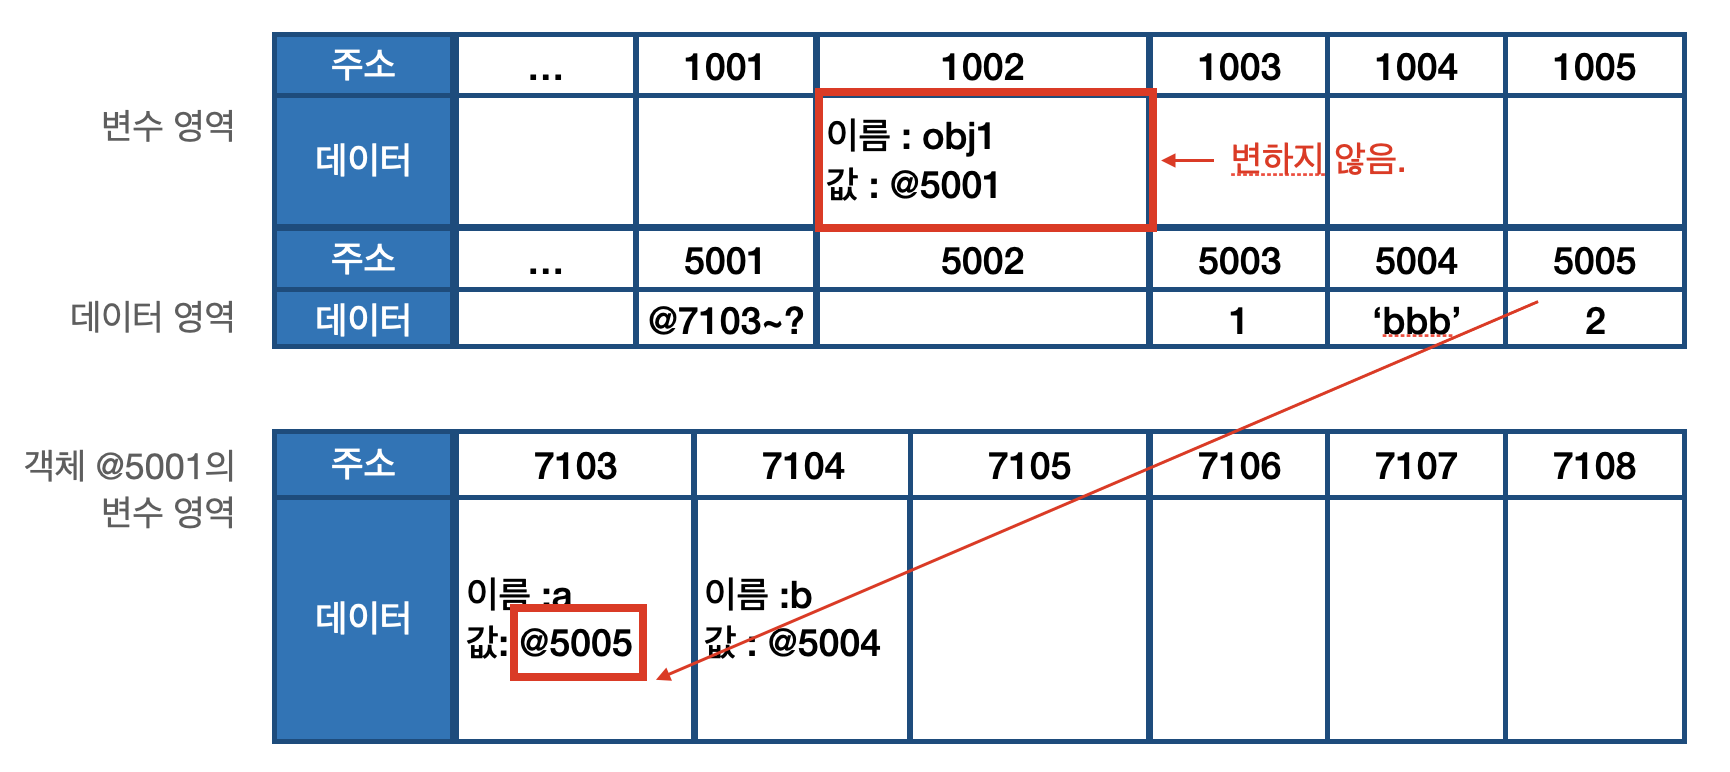 주소 … 1001 1002 1003 1004 1005
변수 영역
데이터
이름 : obj1
값 : @5001
변하지 않음.
주소 … 5001 5002 5003 5004 5005
데이터 영역
데이터 @7103~? 1 ‘bbb’ 2
객체 @5001의
변수 영역
주소 7103 7104 7105 7106 7107 7108
데이터
이름 :a
값: @5005
이름 :b
값 : @5004